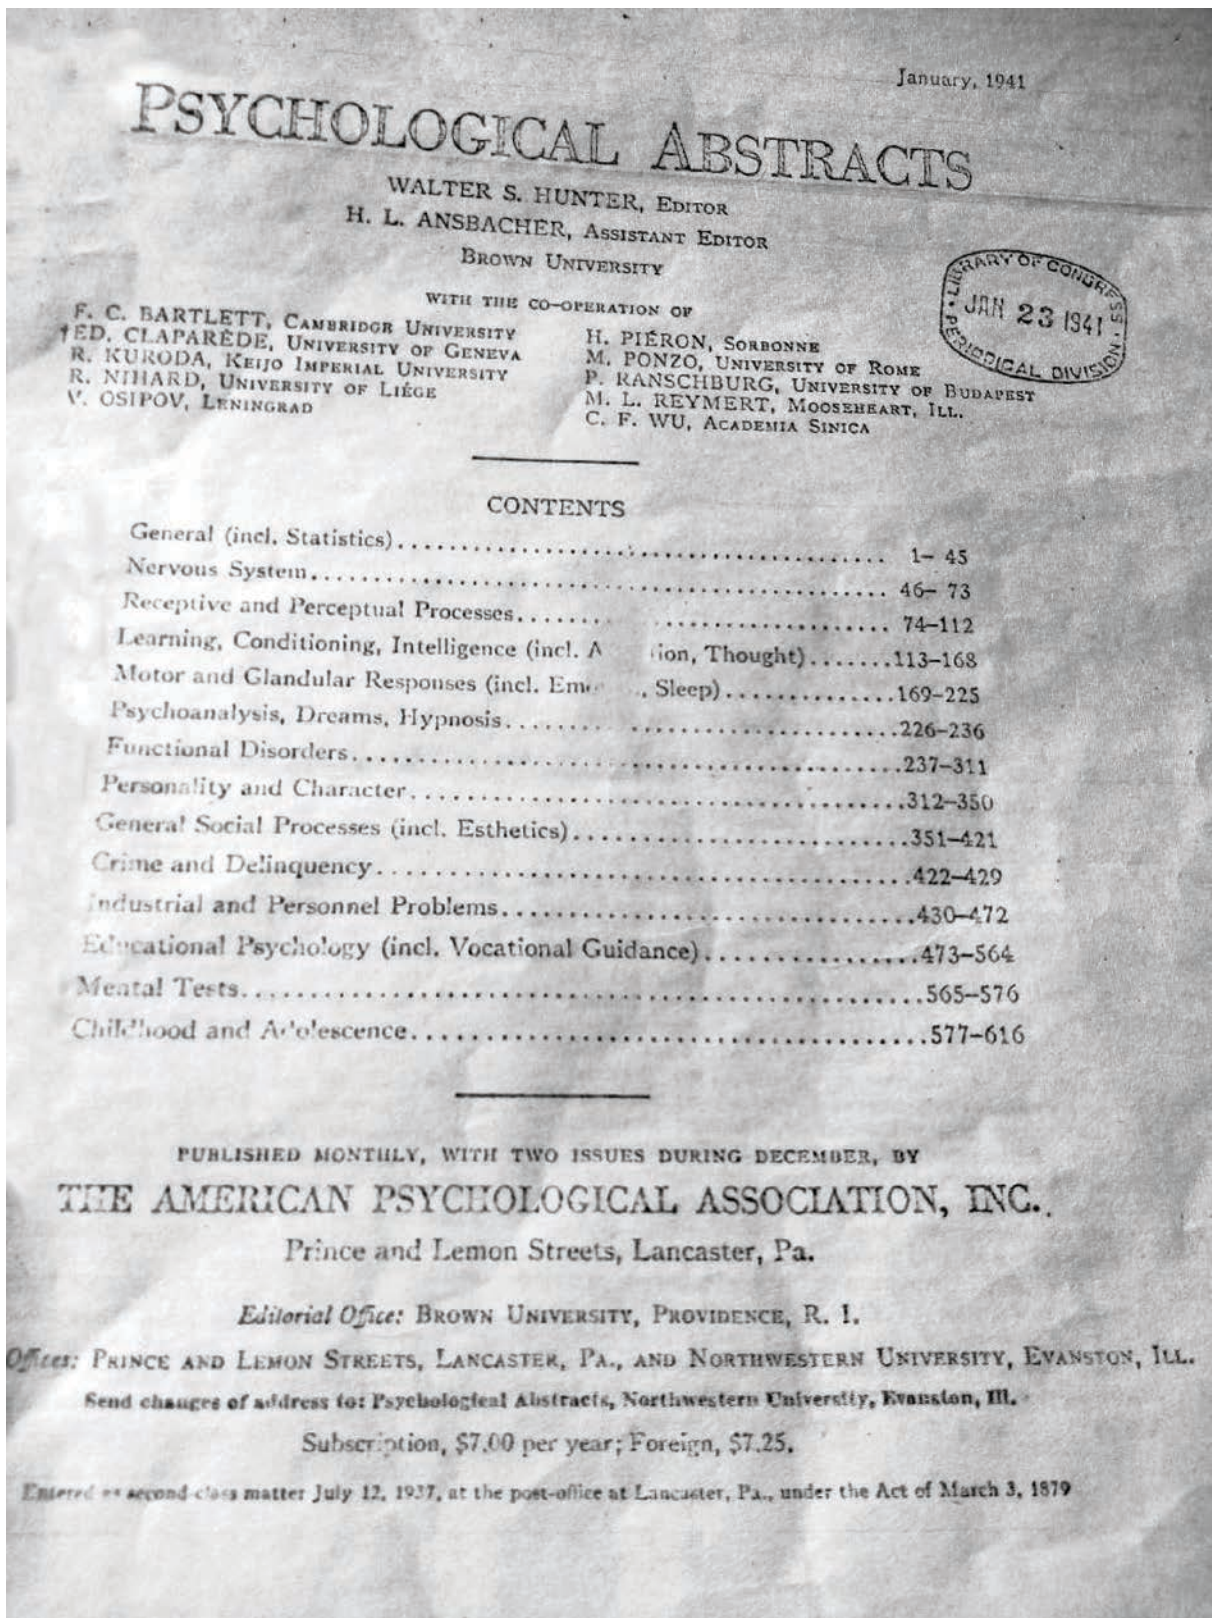 January, 1941
PSYCHOLOGICAL ABSTRACTS
WALTER S. HUNTER, EDITOR
H. L. ANSBACHER, ASSISTANT EDITOR
BROWN UNIVERSITY
WITH THE CO-OPERATION OF
F. C. BARTLETT, CAMBRIDGE UNIVERSITY
†ED. CLAPARÈDE, UNIVERSITY OF GENEVA
R. KURODA, KEIJO IMPERIAL UNIVERSITY
R. NIHARD, UNIVERSITY OF LIÉGE
V. OSIPOV, LENINGRAD
H. PIÉRON, SORBONNE
M. PONZO, UNIVERSITY OF ROME
P. RANSCHBURG, UNIVERSITY OF BUDAPEST
M. L. REYMERT, MOOSEHEART, ILL.
C. F. WU, ACADEMIA SINICA
LIBRARY OF CONGRESS
JAN 23 1941
PERIODICAL DIVISION
CONTENTS
General (incl. Statistics)........................................ 1– 45
Nervous System........................................ 46– 73
Receptive and Perceptual Processes........................................ 74–112
Learning, Conditioning, Intelligence (incl. A ion, Thought).......113–168
Motor and Glandular Responses (incl. Emo , Sleep)..............169–225
Psychoanalysis, Dreams, Hypnosis........................................226–236
Functional Disorders........................................237–311
Personality and Character........................................312–350
General Social Processes (incl. Esthetics)...........................351–421
Crime and Delinquency........................................422–429
Industrial and Personnel Problems.................................430–472
Educational Psychology (incl. Vocational Guidance).................473–564
Mental Tests........................................565–576
Childhood and Adolescence........................................577–616
PUBLISHED MONTHLY, WITH TWO ISSUES DURING DECEMBER, BY
THE AMERICAN PSYCHOLOGICAL ASSOCIATION, INC.
Prince and Lemon Streets, Lancaster, Pa.
Editorial Office: BROWN UNIVERSITY, PROVIDENCE, R. I.
Offices: PRINCE AND LEMON STREETS, LANCASTER, PA., AND NORTHWESTERN UNIVERSITY, EVANSTON, ILL.
Send changes of address to: Psychological Abstracts, Northwestern University, Evanston, Ill.
Subscription, $7.00 per year; Foreign, $7.25.
Entered as second class matter July 12, 1937, at the post-office at Lancaster, Pa., under the Act of March 3, 1879